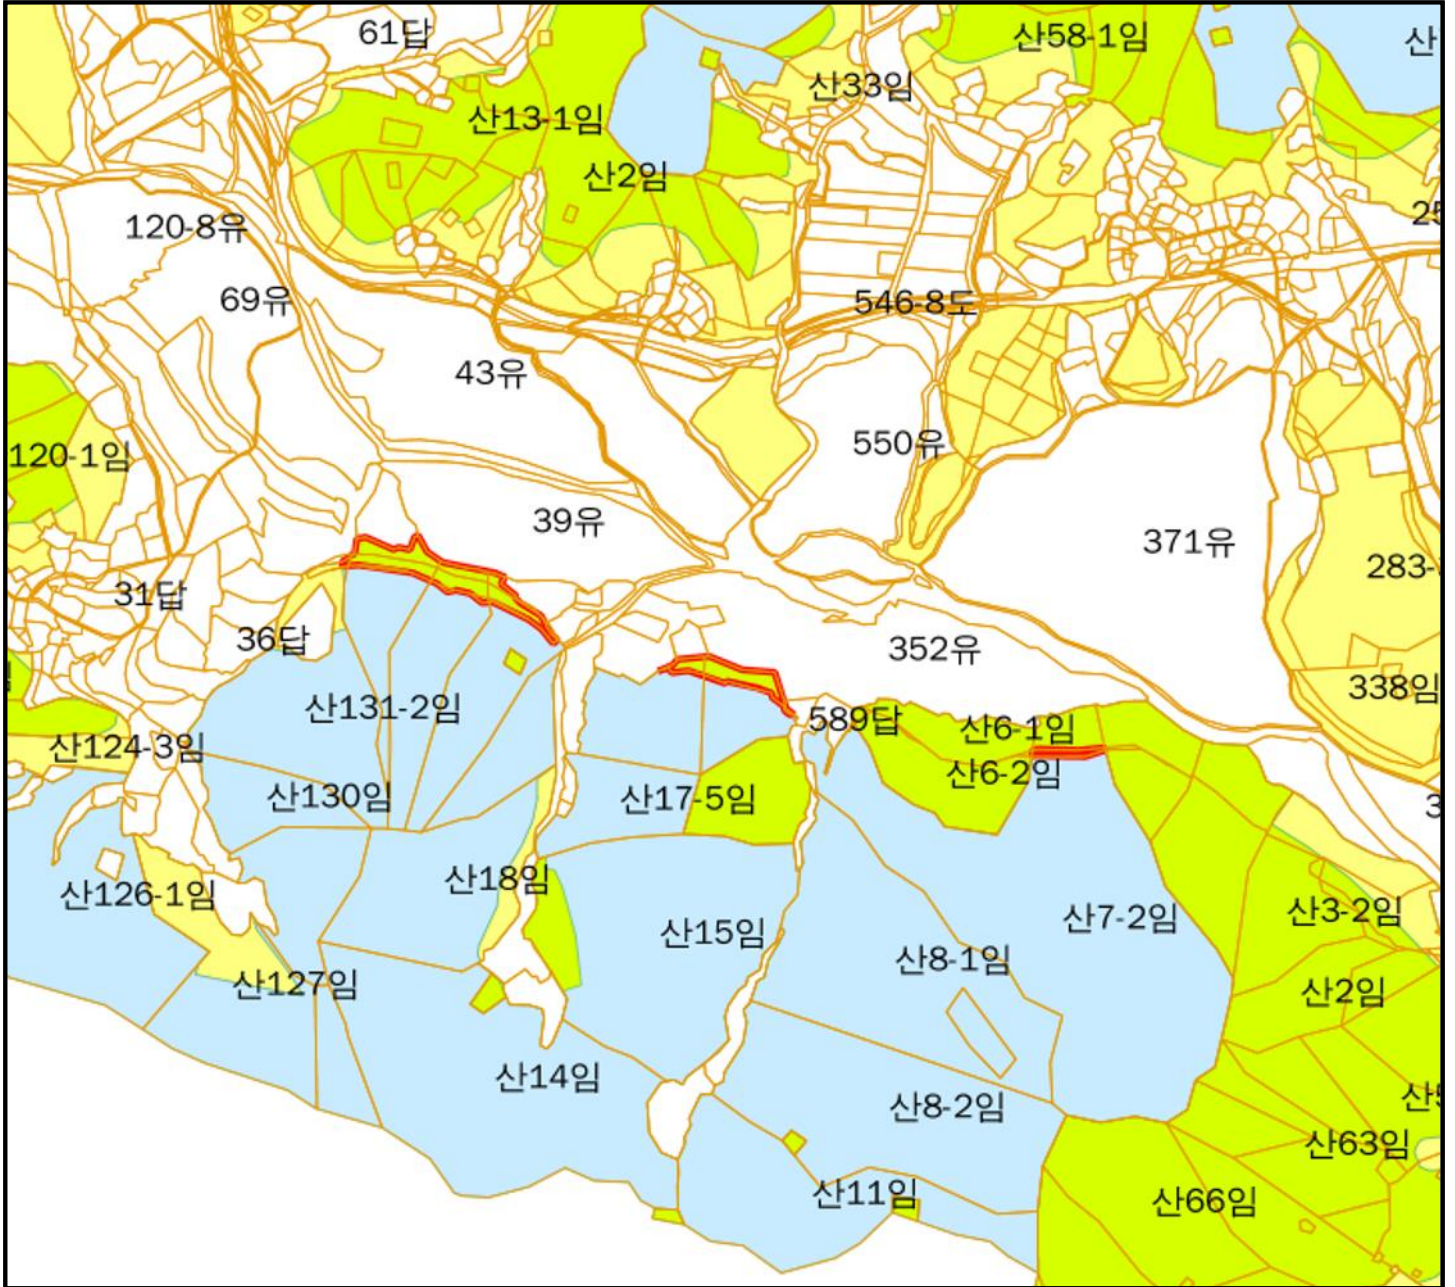 61답
산58-1임
산
산33임
산13-1임
산2임
25
120-8유
69유
546-8도
43유
550유
120-1임
39유
371유
283-
31답
36답
352유
338임
산131-2임
589답
산6-1임
산124-3임
산6-2임
산130임
산17-5임
3
산18임
산126-1임
산3-2임
산7-2임
산15임
산8-1임
산127임
산2임
산14임
산8-2임
산5
산63임
산11임
산66임